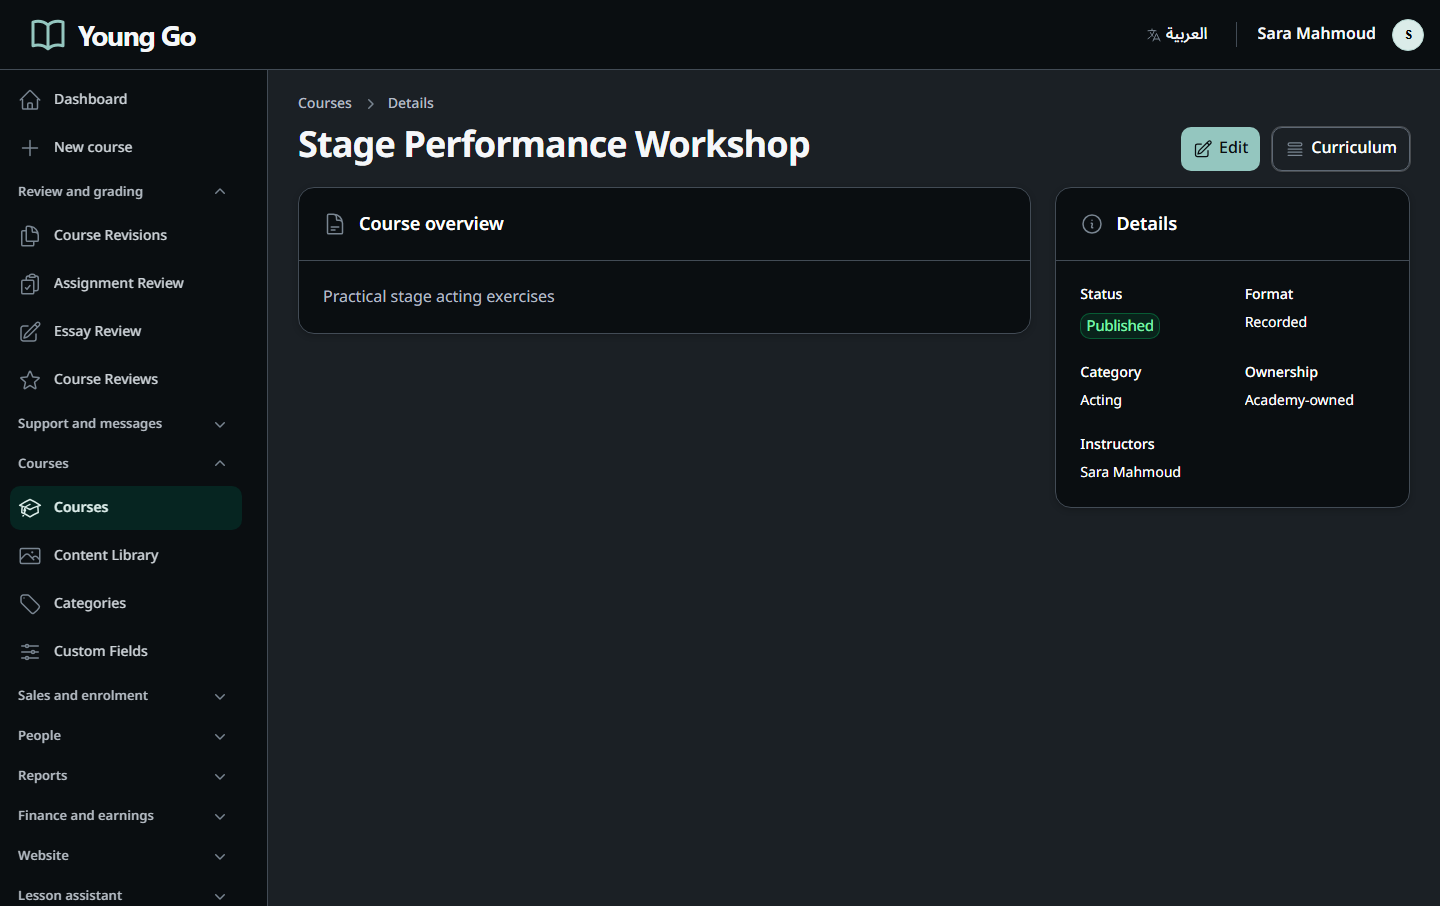 Young Go
العربية
Sara Mahmoud
S
Dashboard
New course
Review and grading
Course Revisions
Assignment Review
Essay Review
Course Reviews
Support and messages
Courses
Courses
Content Library
Categories
Custom Fields
Sales and enrolment
People
Reports
Finance and earnings
Website
Lesson assistant
Courses
Details
Stage Performance Workshop
Edit
Curriculum
Course overview
Practical stage acting exercises
Details
Status
Format
Published
Recorded
Category
Ownership
Acting
Academy-owned
Instructors
Sara Mahmoud